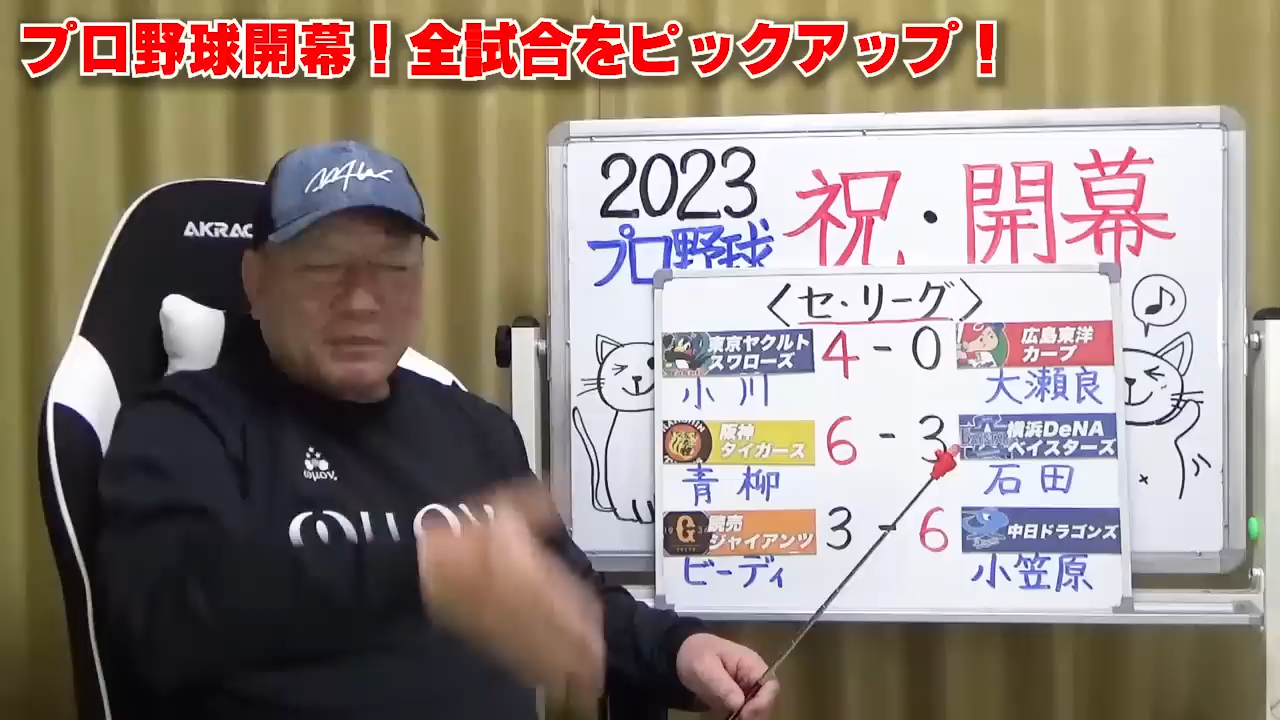 プロ野球開幕！全試合をピックアップ！
AKRAC
2023
プロ野球
祝・開幕
〈セ・リーグ〉
東京ヤクルト
スワローズ
4 - 0
広島東洋
カープ
小川
大瀬良
阪神
タイガース
6 - 3
横浜DeNA
ベイスターズ
青柳
石田
読売
ジャイアンツ
3 - 6
中日ドラゴンズ
ビーディ
小笠原